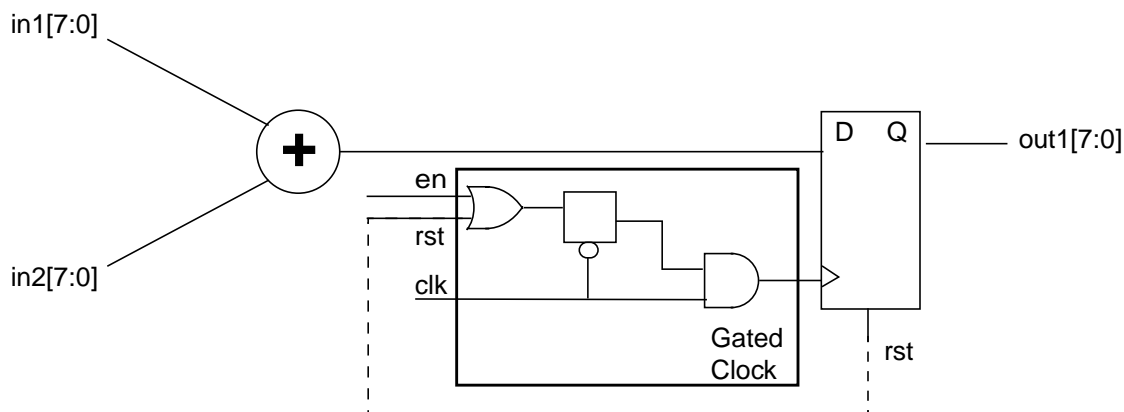 in1[7:0]
+
D Q
out1[7:0]
en
rst
in2[7:0]
clk
Gated
Clock
rst